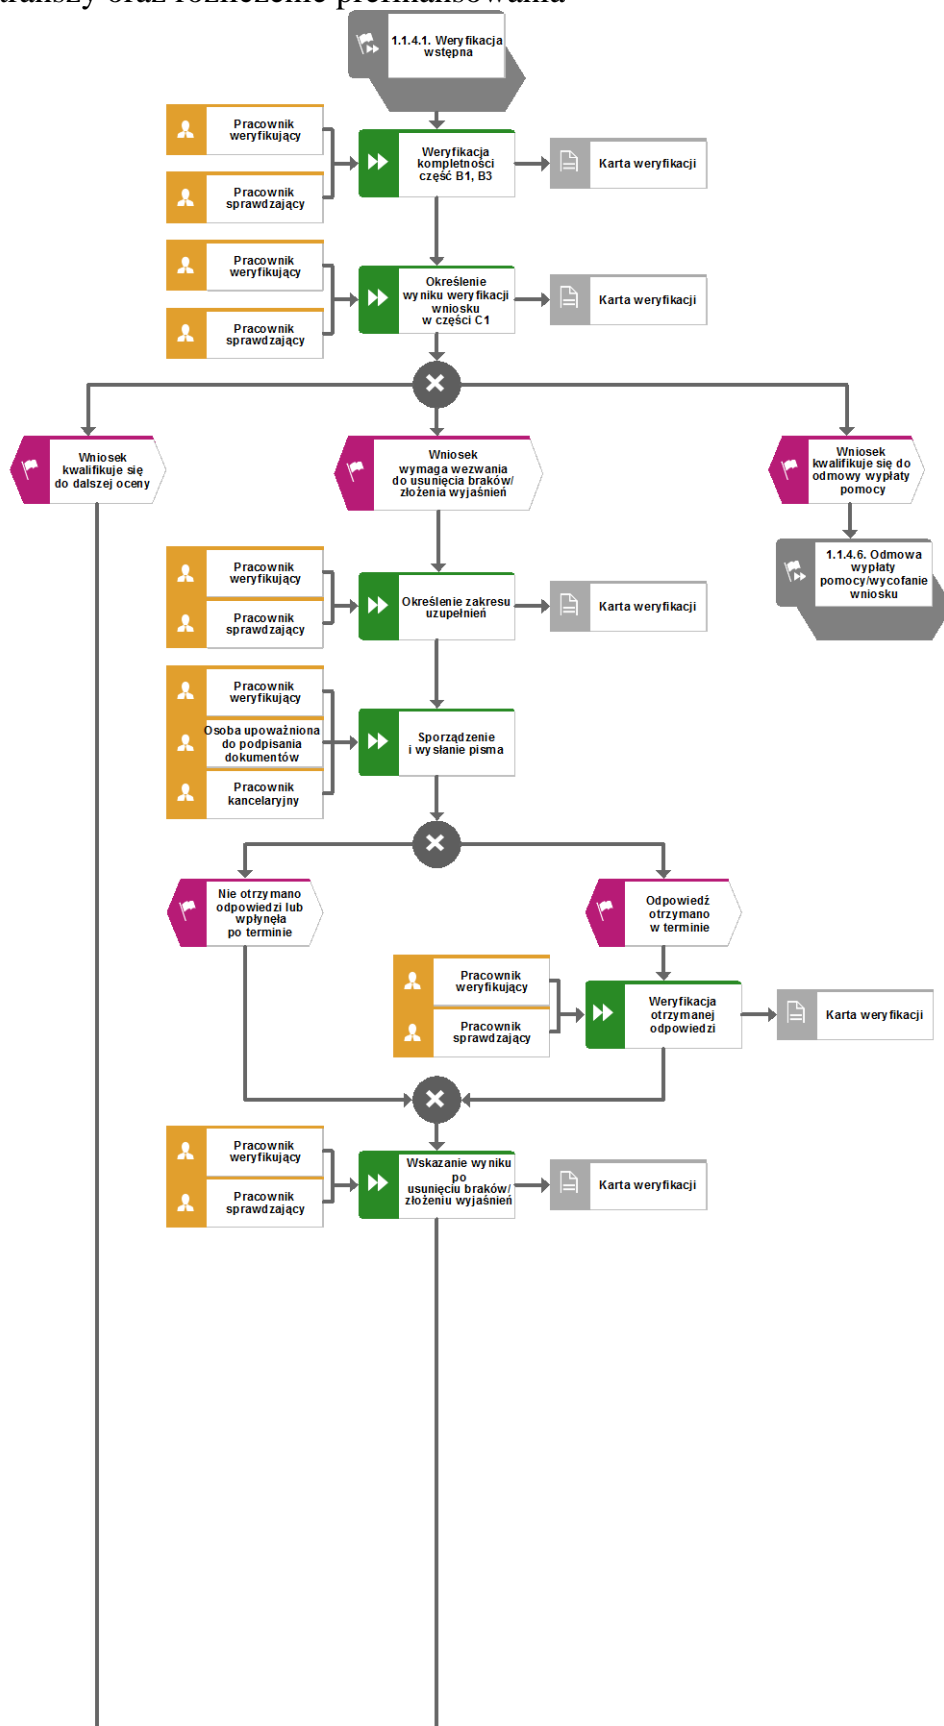 transzy oraz rozliczenie prefinansowania
1.1.4.1. Weryfikacja
wstępna
Pracownik
weryfikujący
Weryfikacja
kompletności
część B1, B3
Karta weryfikacji
Pracownik
sprawdzający
Pracownik
weryfikujący
Określenie
wyniku weryfikacji
wniosku
w części C1
Karta weryfikacji
Pracownik
sprawdzający
Wniosek
kwalifikuje się
do dalszej oceny
Wniosek
wymaga wezwania
do usunięcia braków/
złożenia wyjaśnień
Wniosek
kwalifikuje się do
odmowy wypłaty
pomocy
1.1.4.6. Odmowa
wypłaty
pomocy/wycofanie
wniosku
Pracownik
weryfikujący
Określenie zakresu
uzupełnień
Karta weryfikacji
Pracownik
sprawdzający
Pracownik
weryfikujący
Osoba upoważniona
do podpisania
dokumentów
Sporządzenie
i wysłanie pisma
Pracownik
kancelaryjny
Nie otrzymano
odpowiedzi lub
wpłynęła
po terminie
Odpowiedź
otrzymano
w terminie
Pracownik
weryfikujący
Weryfikacja
otrzymanej
odpowiedzi
Karta weryfikacji
Pracownik
sprawdzający
Pracownik
weryfikujący
Wskazanie wyniku
po
usunięciu braków/
złożeniu wyjaśnień
Karta weryfikacji
Pracownik
sprawdzający